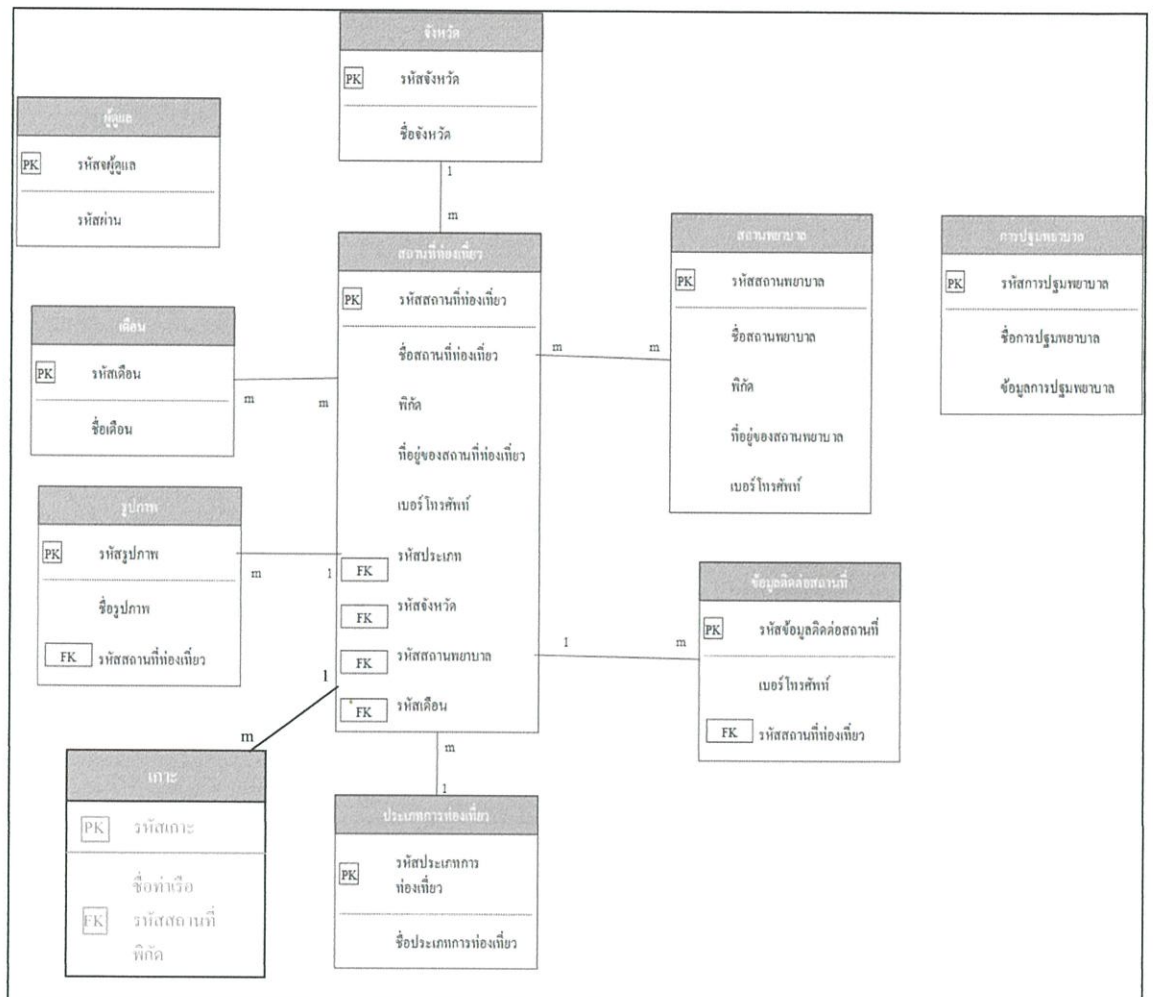 จังหวัด
PK รหัสจังหวัด
ชื่อจังหวัด
ผู้ดูแล
PK รหัสจผู้ดูแล
รหัสผ่าน
1
m
สถานที่ท่องเที่ยว
PK รหัสสถานที่ท่องเที่ยว
ชื่อสถานที่ท่องเที่ยว
พิกัด
ที่อยู่ของสถานที่ท่องเที่ยว
เบอร์โทรศัพท์
FK รหัสประเภท
FK รหัสจังหวัด
FK รหัสสถานพยาบาล
FK รหัสเดือน
สถานพยาบาล
PK รหัสสถานพยาบาล
ชื่อสถานพยาบาล
พิกัด
ที่อยู่ของสถานพยาบาล
เบอร์โทรศัพท์
m m
การปฐมพยาบาล
PK รหัสการปฐมพยาบาล
ชื่อการปฐมพยาบาล
ข้อมูลการปฐมพยาบาล
เดือน
PK รหัสเดือน
ชื่อเดือน
m m
รูปภาพ
PK รหัสรูปภาพ
ชื่อรูปภาพ
FK รหัสสถานที่ท่องเที่ยว
m 1
ข้อมูลติดต่อสถานที่
PK รหัสข้อมูลติดต่อสถานที่
เบอร์โทรศัพท์
FK รหัสสถานที่ท่องเที่ยว
1 m
1
m
เกาะ
PK รหัสเกาะ
ชื่อท่าเรือ
FK รหัสสถานที่
พิกัด
m
1
ประเภทการท่องเที่ยว
PK รหัสประเภทการ
ท่องเที่ยว
ชื่อประเภทการท่องเที่ยว